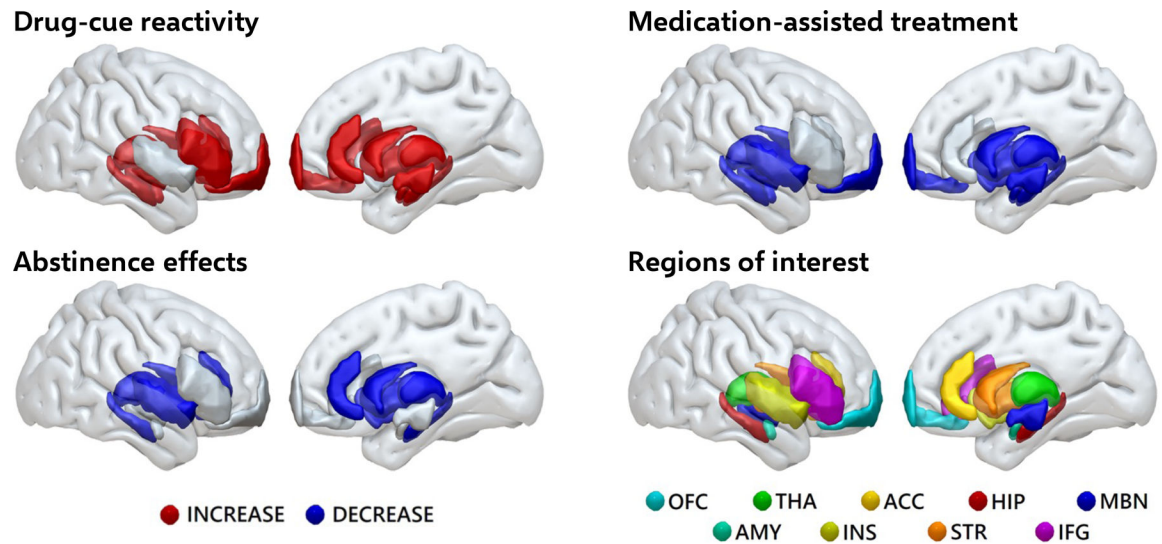 Drug-cue reactivity
Medication-assisted treatment
Abstinence effects
Regions of interest
INCREASE DECREASE
OFC THA ACC HIP MBN
AMY INS STR IFG